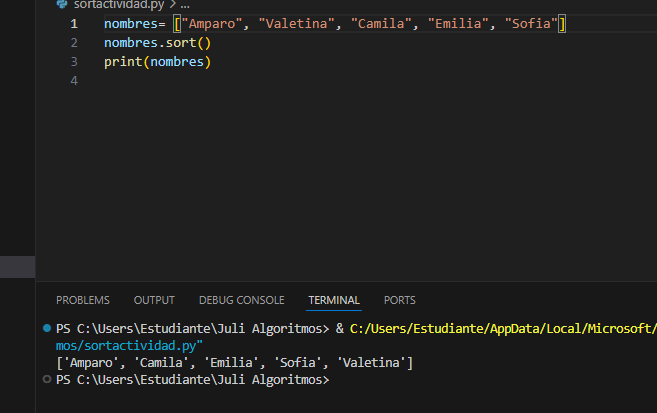 sortactividad.py > ...
1 nombres= ["Amparo", "Valetina", "Camila", "Emilia", "Sofia"]
2 nombres.sort()
3 print(nombres)
4
PROBLEMS OUTPUT DEBUG CONSOLE TERMINAL PORTS
PS C:\Users\Estudiante\Juli Algoritmos> & C:/Users/Estudiante/AppData/Local/Microsoft/
mos/sortactividad.py"
['Amparo', 'Camila', 'Emilia', 'Sofia', 'Valetina']
PS C:\Users\Estudiante\Juli Algoritmos>